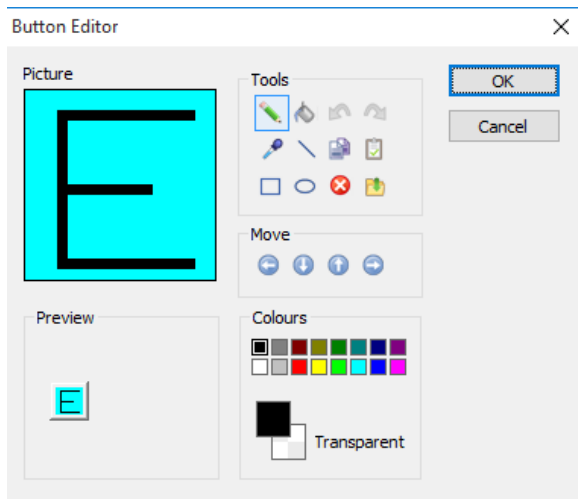 Button Editor
Picture
E
Tools
OK
Cancel
Move
Preview
E
Colours
Transparent